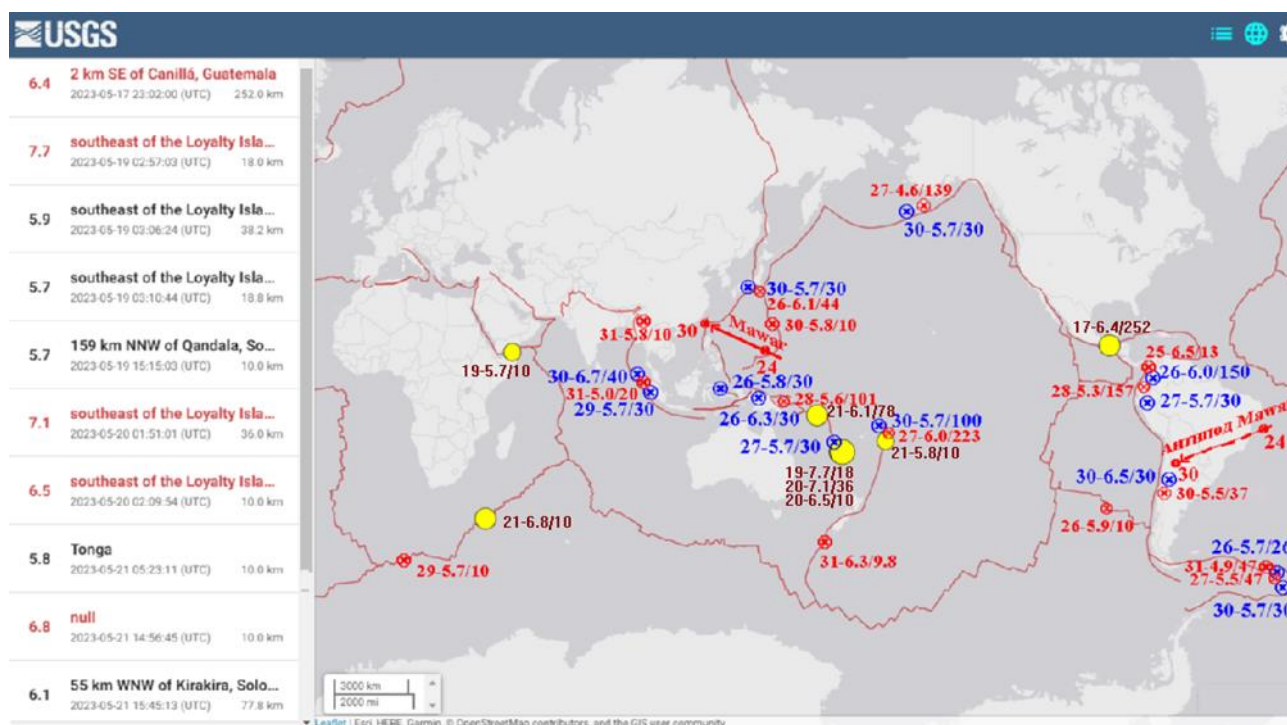 USGS
6.4
2 km SE of Canillá, Guatemala
2023-05-17 23:02:00 (UTC) 252.0 km
7.7
southeast of the Loyalty Isla...
2023-05-19 02:57:03 (UTC) 18.0 km
5.9
southeast of the Loyalty Isla...
2023-05-19 03:06:24 (UTC) 38.2 km
5.7
southeast of the Loyalty Isla...
2023-05-19 03:10:44 (UTC) 18.8 km
5.7
159 km NNW of Qandala, So...
2023-05-19 15:15:03 (UTC) 10.0 km
7.1
southeast of the Loyalty Isla...
2023-05-20 01:51:01 (UTC) 36.0 km
6.5
southeast of the Loyalty Isla...
2023-05-20 02:09:54 (UTC) 10.0 km
5.8
Tonga
2023-05-21 05:23:11 (UTC) 10.0 km
6.8
null
2023-05-21 14:56:45 (UTC) 10.0 km
6.1
55 km WNW of Kirakira, Solo...
2023-05-21 15:45:13 (UTC) 77.8 km
27-4.6/139
30-5.7/30
30-5.7/30
26-6.1/44
30-5.8/10
31-5.8/10
30
Mawar
24
17-6.4/252
19-5.7/10
25-6.5/13
26-6.0/150
28-5.3/157
27-5.7/30
30-6.7/40
31-5.0/20
29-5.7/30
26-5.8/30
28-5.6/101
26-6.3/30
21-6.1/78
30-5.7/100
27-6.0/223
27-5.7/30
21-5.8/10
Антипод Mawar
24
30
19-7.7/18
20-7.1/36
20-6.5/10
30-6.5/30
30-5.5/37
26-5.9/10
21-6.8/10
31-6.3/9.8
29-5.7/10
26-5.7/26
31-4.9/47
27-5.5/47
30-5.7/30
3000 km
2000 mi
Leaflet | Esri, HERE, Garmin, © OpenStreetMap contributors, and the GIS user community